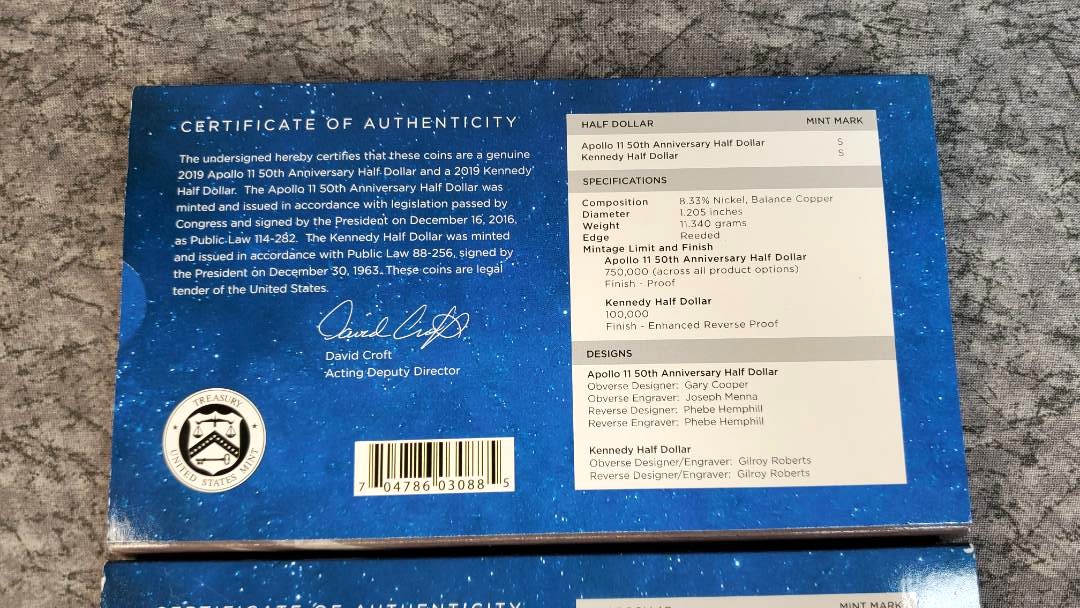 CERTIFICATE OF AUTHENTICITY
The undersigned hereby certifies that these coins are a genuine
2019 Apollo 11 50th Anniversary Half Dollar and a 2019 Kennedy
Half Dollar. The Apollo 11 50th Anniversary Half Dollar was
minted and issued in accordance with legislation passed by
Congress and signed by the President on December 16, 2016,
as Public Law 114-282. The Kennedy Half Dollar was minted
and issued in accordance with Public Law 88-256, signed by
the President on December 30, 1963. These coins are legal
tender of the United States.
David Croft
David Croft
Acting Deputy Director
TREASURY
UNITED STATES MINT
7 04786 03088 5
HALF DOLLAR MINT MARK
Apollo 11 50th Anniversary Half Dollar S
Kennedy Half Dollar S
SPECIFICATIONS
Composition 8.33% Nickel, Balance Copper
Diameter 1.205 inches
Weight 11.340 grams
Edge Reeded
Mintage Limit and Finish
Apollo 11 50th Anniversary Half Dollar
750,000 (across all product options)
Finish - Proof
Kennedy Half Dollar
100,000
Finish - Enhanced Reverse Proof
DESIGNS
Apollo 11 50th Anniversary Half Dollar
Obverse Designer: Gary Cooper
Obverse Engraver: Joseph Menna
Reverse Designer: Phebe Hemphill
Reverse Engraver: Phebe Hemphill
Kennedy Half Dollar
Obverse Designer/Engraver: Gilroy Roberts
Reverse Designer/Engraver: Gilroy Roberts
CERTIFICATE OF AUTHENTICITY
MINT MARK